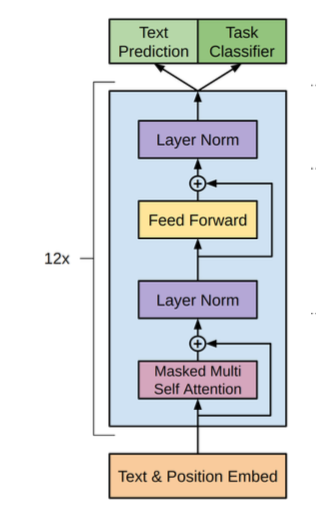 Text
Prediction
Task
Classifier
Layer Norm
Feed Forward
12x
Layer Norm
Masked Multi
Self Attention
Text & Position Embed